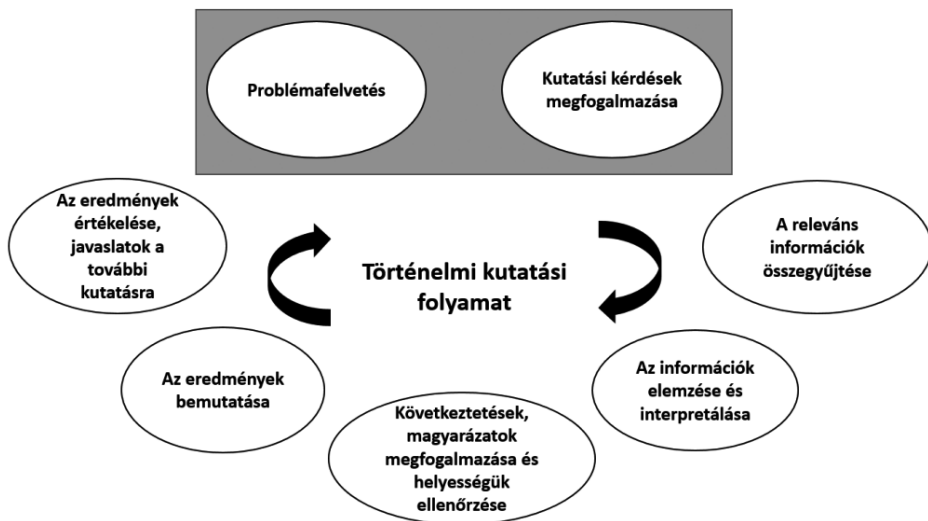 Problémafelvetés
Kutatási kérdések
megfogalmazása
A releváns
információk
összegyűjtése
Az információk
elemzése és
interpretálása
Következtetések,
magyarázatok
megfogalmazása és
helyességük
ellenőrzése
Az eredmények
bemutatása
Az eredmények
értékelése,
javaslatok a
további
kutatásra
Történelmi kutatási
folyamat